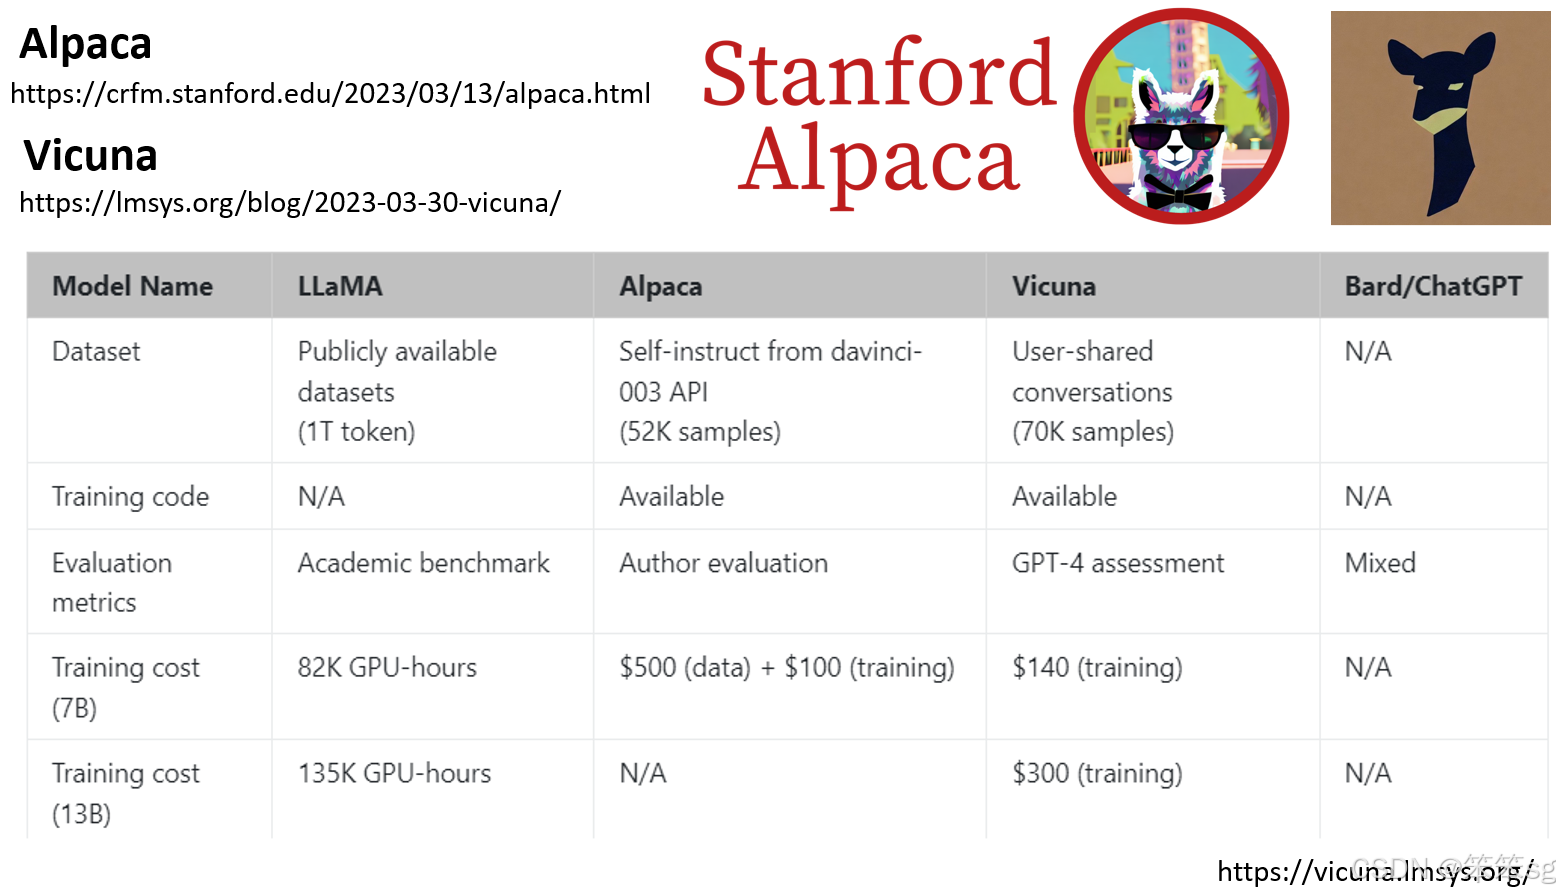 Alpaca
https://crfm.stanford.edu/2023/03/13/alpaca.html
Vicuna
https://lmsys.org/blog/2023-03-30-vicuna/
Stanford
Alpaca
Model Name LLaMA Alpaca Vicuna Bard/ChatGPT
Dataset Publicly available Self-instruct from davinci- User-shared N/A
datasets 003 API conversations
(1T token) (52K samples) (70K samples)
Training code N/A Available Available N/A
Evaluation Academic benchmark Author evaluation GPT-4 assessment Mixed
metrics
Training cost 82K GPU-hours $500 (data) + $100 (training) $140 (training) N/A
(7B)
Training cost 135K GPU-hours N/A $300 (training) N/A
(13B)
https://vicuna.lmsys.org/
CSDN @笨笨sg